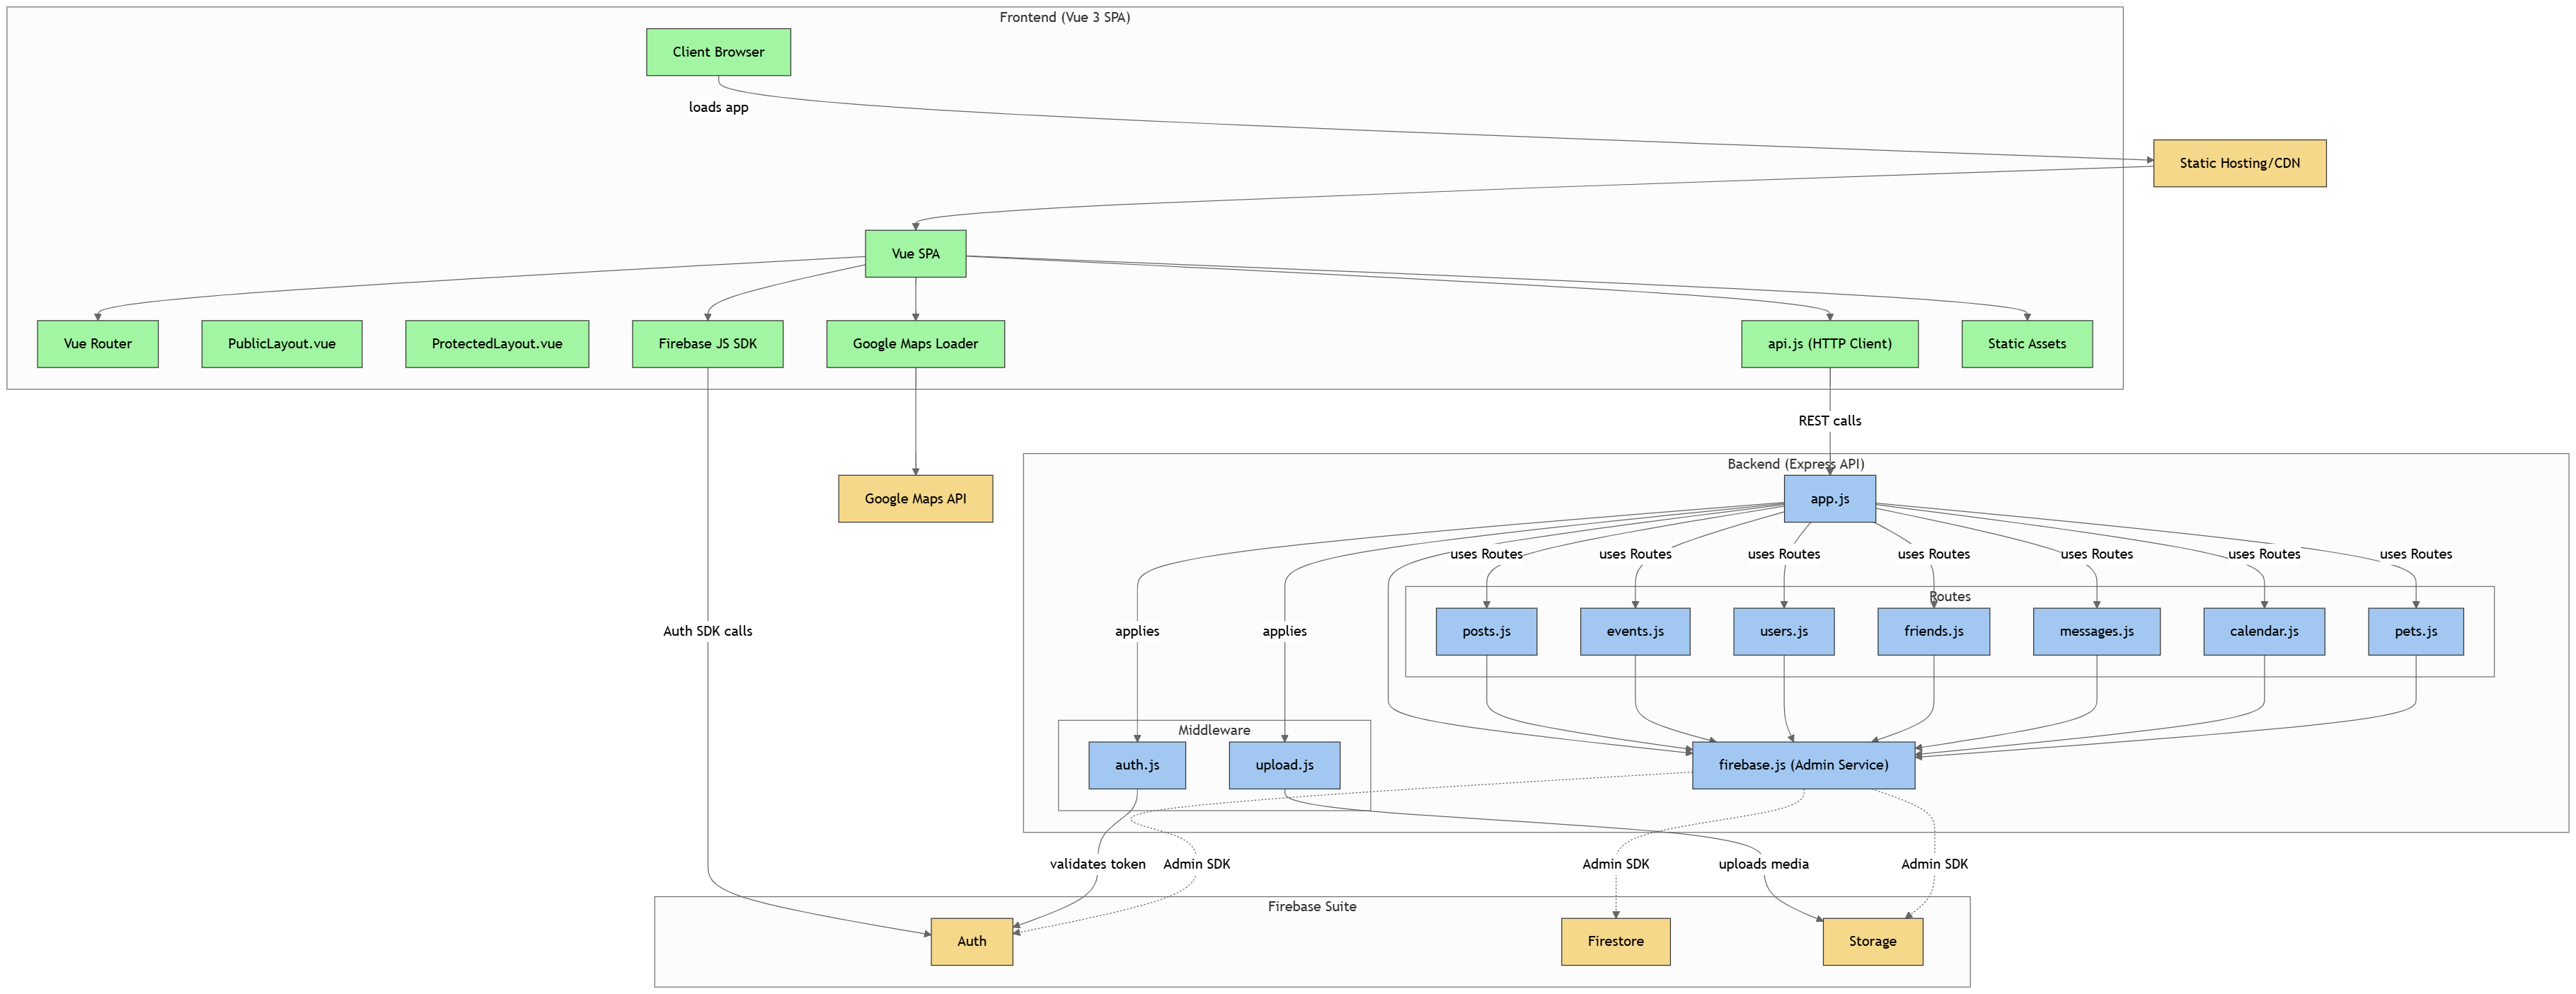 Frontend (Vue 3 SPA)
Client Browser
loads app
Static Hosting/CDN
Vue SPA
Vue Router
PublicLayout.vue
ProtectedLayout.vue
Firebase JS SDK
Google Maps Loader
api.js (HTTP Client)
Static Assets
REST calls
Backend (Express API)
Google Maps API
app.js
uses Routes
uses Routes
uses Routes
uses Routes
uses Routes
uses Routes
uses Routes
Routes
Auth SDK calls
applies
applies
posts.js
events.js
users.js
friends.js
messages.js
calendar.js
pets.js
Middleware
auth.js
upload.js
firebase.js (Admin Service)
validates token
Admin SDK
Admin SDK
uploads media
Admin SDK
Firebase Suite
Auth
Firestore
Storage